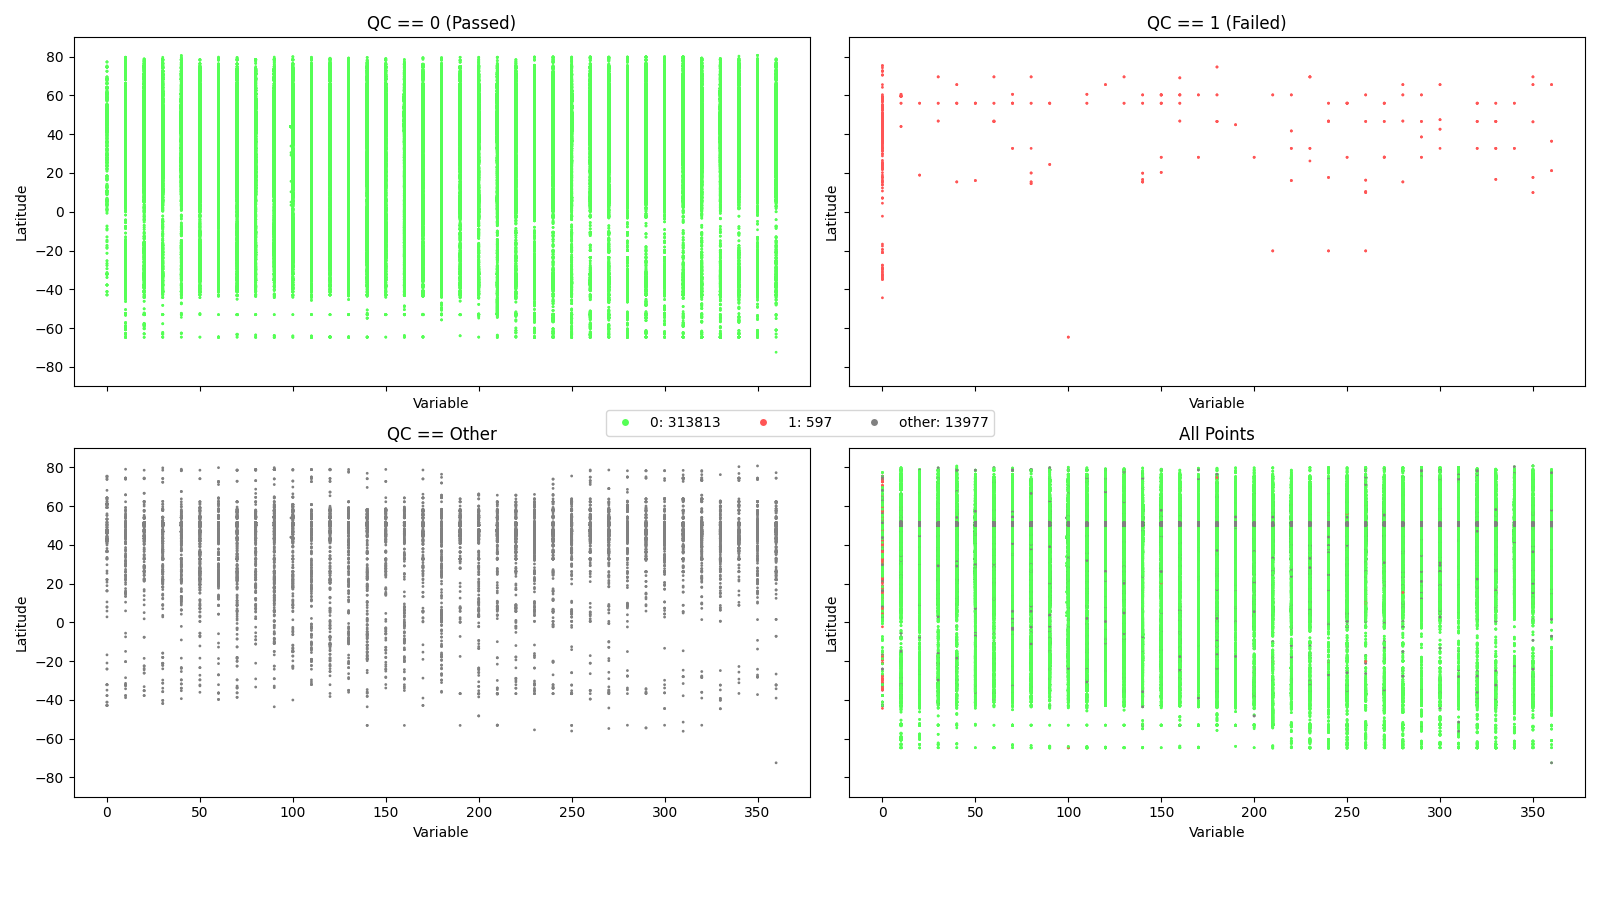 QC == 0 (Passed)
QC == 1 (Failed)
80
60
40
20
0
−20
−40
−60
−80
Latitude
Latitude
Variable
Variable
0: 313813 1: 597 other: 13977
QC == Other
All Points
80
60
40
20
0
−20
−40
−60
−80
Latitude
Latitude
0 50 100 150 200 250 300 350
0 50 100 150 200 250 300 350
Variable
Variable